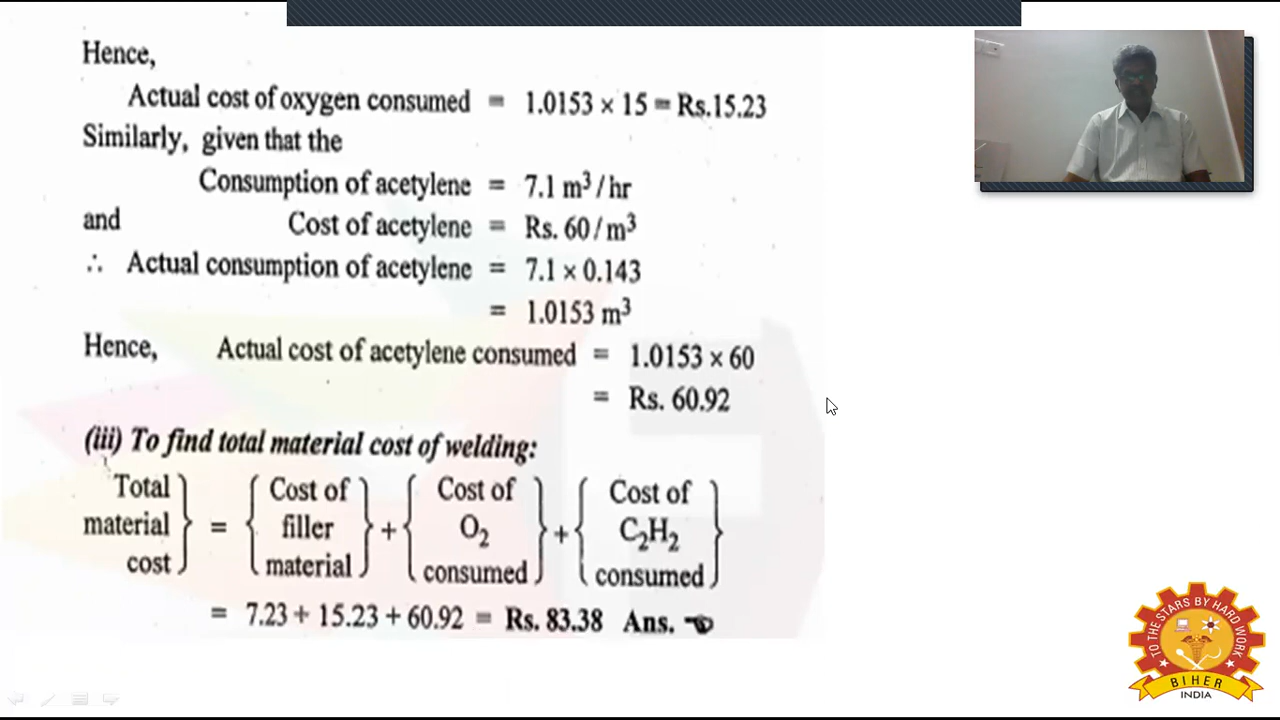 Hence,
Actual cost of oxygen consumed = 1.0153 × 15 = Rs.15.23
Similarly, given that the
Consumption of acetylene = 7.1 m³/hr
and Cost of acetylene = Rs. 60/m³
∴ Actual consumption of acetylene = 7.1 × 0.143
= 1.0153 m³
Hence, Actual cost of acetylene consumed = 1.0153 × 60
= Rs. 60.92
(iii) To find total material cost of welding:
Total material cost } = { Cost of filler material } + { Cost of O₂ consumed } + { Cost of C₂H₂ consumed }
= 7.23 + 15.23 + 60.92 = Rs. 83.38 Ans.
TO THE STARS BY HARD WORK
BIHER
INDIA